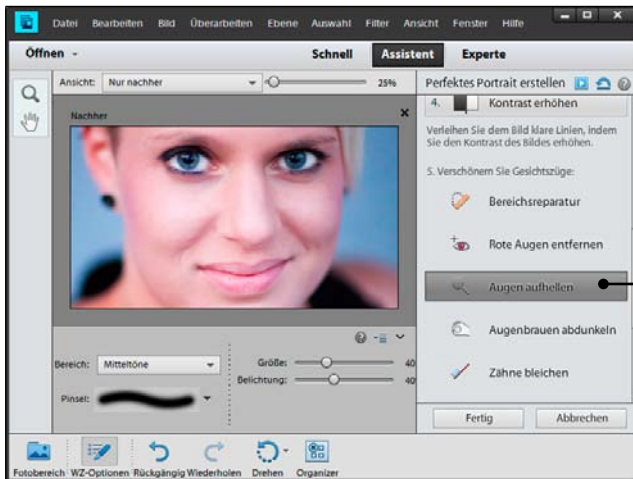 Datei Bearbeiten Bild Überarbeiten Ebene Auswahl Filter Ansicht Fenster Hilfe
Öffnen
Schnell Assistent Experte
Ansicht: Nur nachher 25%
Perfektes Portrait erstellen
Nachher
4. Kontrast erhöhen
Verleihen Sie dem Bild klare Linien, indem
Sie den Kontrast des Bildes erhöhen.
5. Verschönern Sie Gesichtszüge:
Bereichsreparatur
Rote Augen entfernen
Augen aufhellen
Augenbrauen abdunkeln
Zähne bleichen
Bereich: Mitteltöne
Größe: 40
Belichtung: 40
Pinsel:
Fertig Abbrechen
Fotobereich WZ-Optionen Rückgängig Wiederholen Drehen Organizer